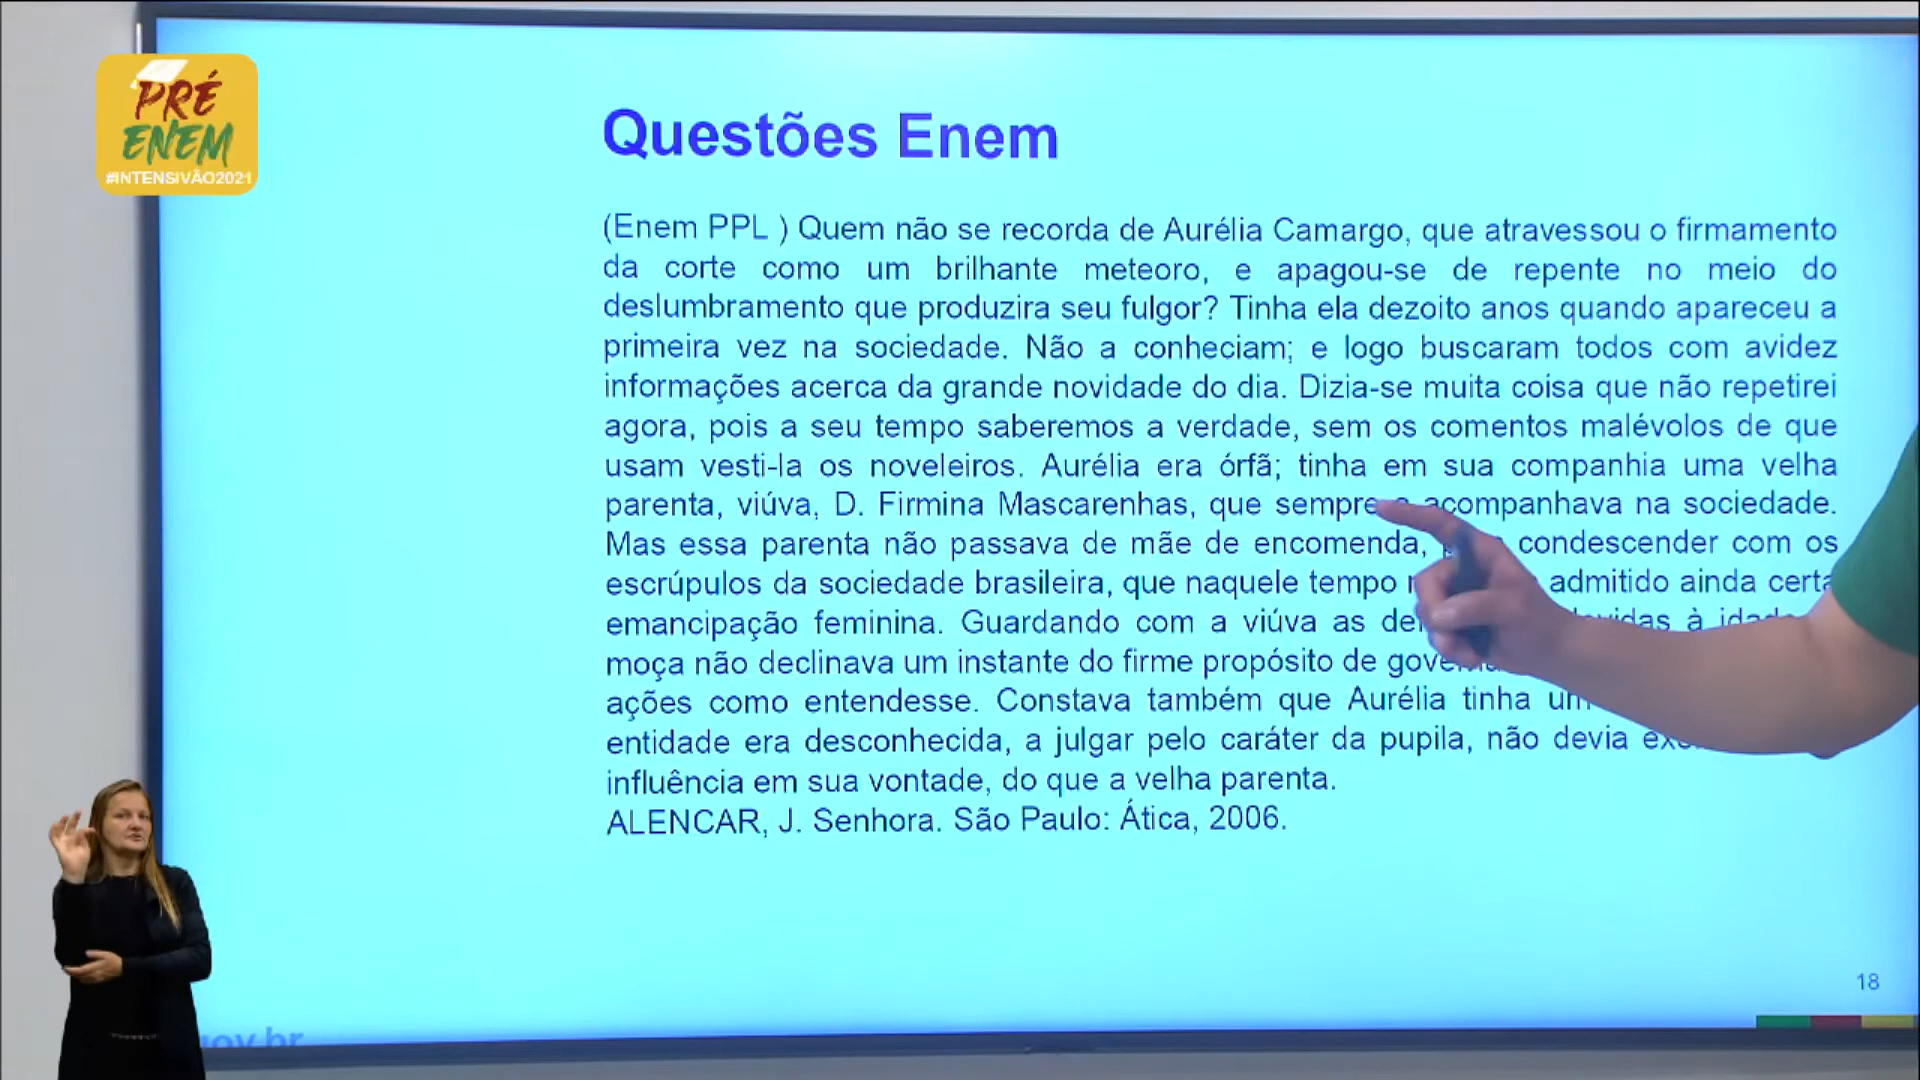 PRÉ
ENEM
#INTENSIVÃO2021
Questões Enem
(Enem PPL ) Quem não se recorda de Aurélia Camargo, que atravessou o firmamento
da corte como um brilhante meteoro, e apagou-se de repente no meio do
deslumbramento que produzira seu fulgor? Tinha ela dezoito anos quando apareceu a
primeira vez na sociedade. Não a conheciam; e logo buscaram todos com avidez
informações acerca da grande novidade do dia. Dizia-se muita coisa que não repetirei
agora, pois a seu tempo saberemos a verdade, sem os comentos malévolos de que
usam vesti-la os noveleiros. Aurélia era órfã; tinha em sua companhia uma velha
parenta, viúva, D. Firmina Mascarenhas, que sempre a acompanhava na sociedade.
Mas essa parenta não passava de mãe de encomenda, condescender com os
escrúpulos da sociedade brasileira, que naquele tempo admitido ainda certa
emancipação feminina. Guardando com a viúva as à
moça não declinava um instante do firme propósito de
ações como entendesse. Constava também que Aurélia tinha
entidade era desconhecida, a julgar pelo caráter da pupila, não devia
influência em sua vontade, do que a velha parenta.
ALENCAR, J. Senhora. São Paulo: Ática, 2006.
18
gov.br